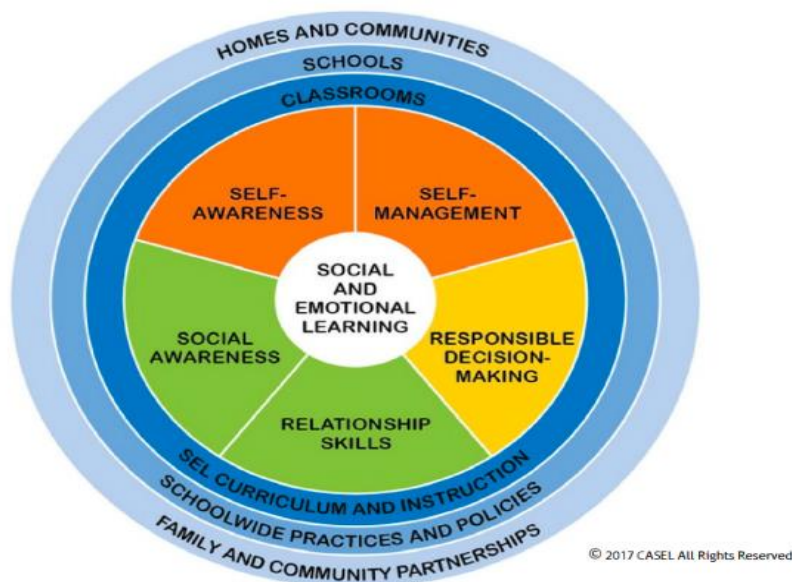 HOMES AND COMMUNITIES
SCHOOLS
CLASSROOMS
SELF-
AWARENESS
SELF-
MANAGEMENT
SOCIAL
AND
EMOTIONAL
LEARNING
SOCIAL
AWARENESS
RESPONSIBLE
DECISION-
MAKING
RELATIONSHIP
SKILLS
SEL CURRICULUM AND INSTRUCTION
SCHOOLWIDE PRACTICES AND POLICIES
FAMILY AND COMMUNITY PARTNERSHIPS
© 2017 CASEL All Rights Reserved